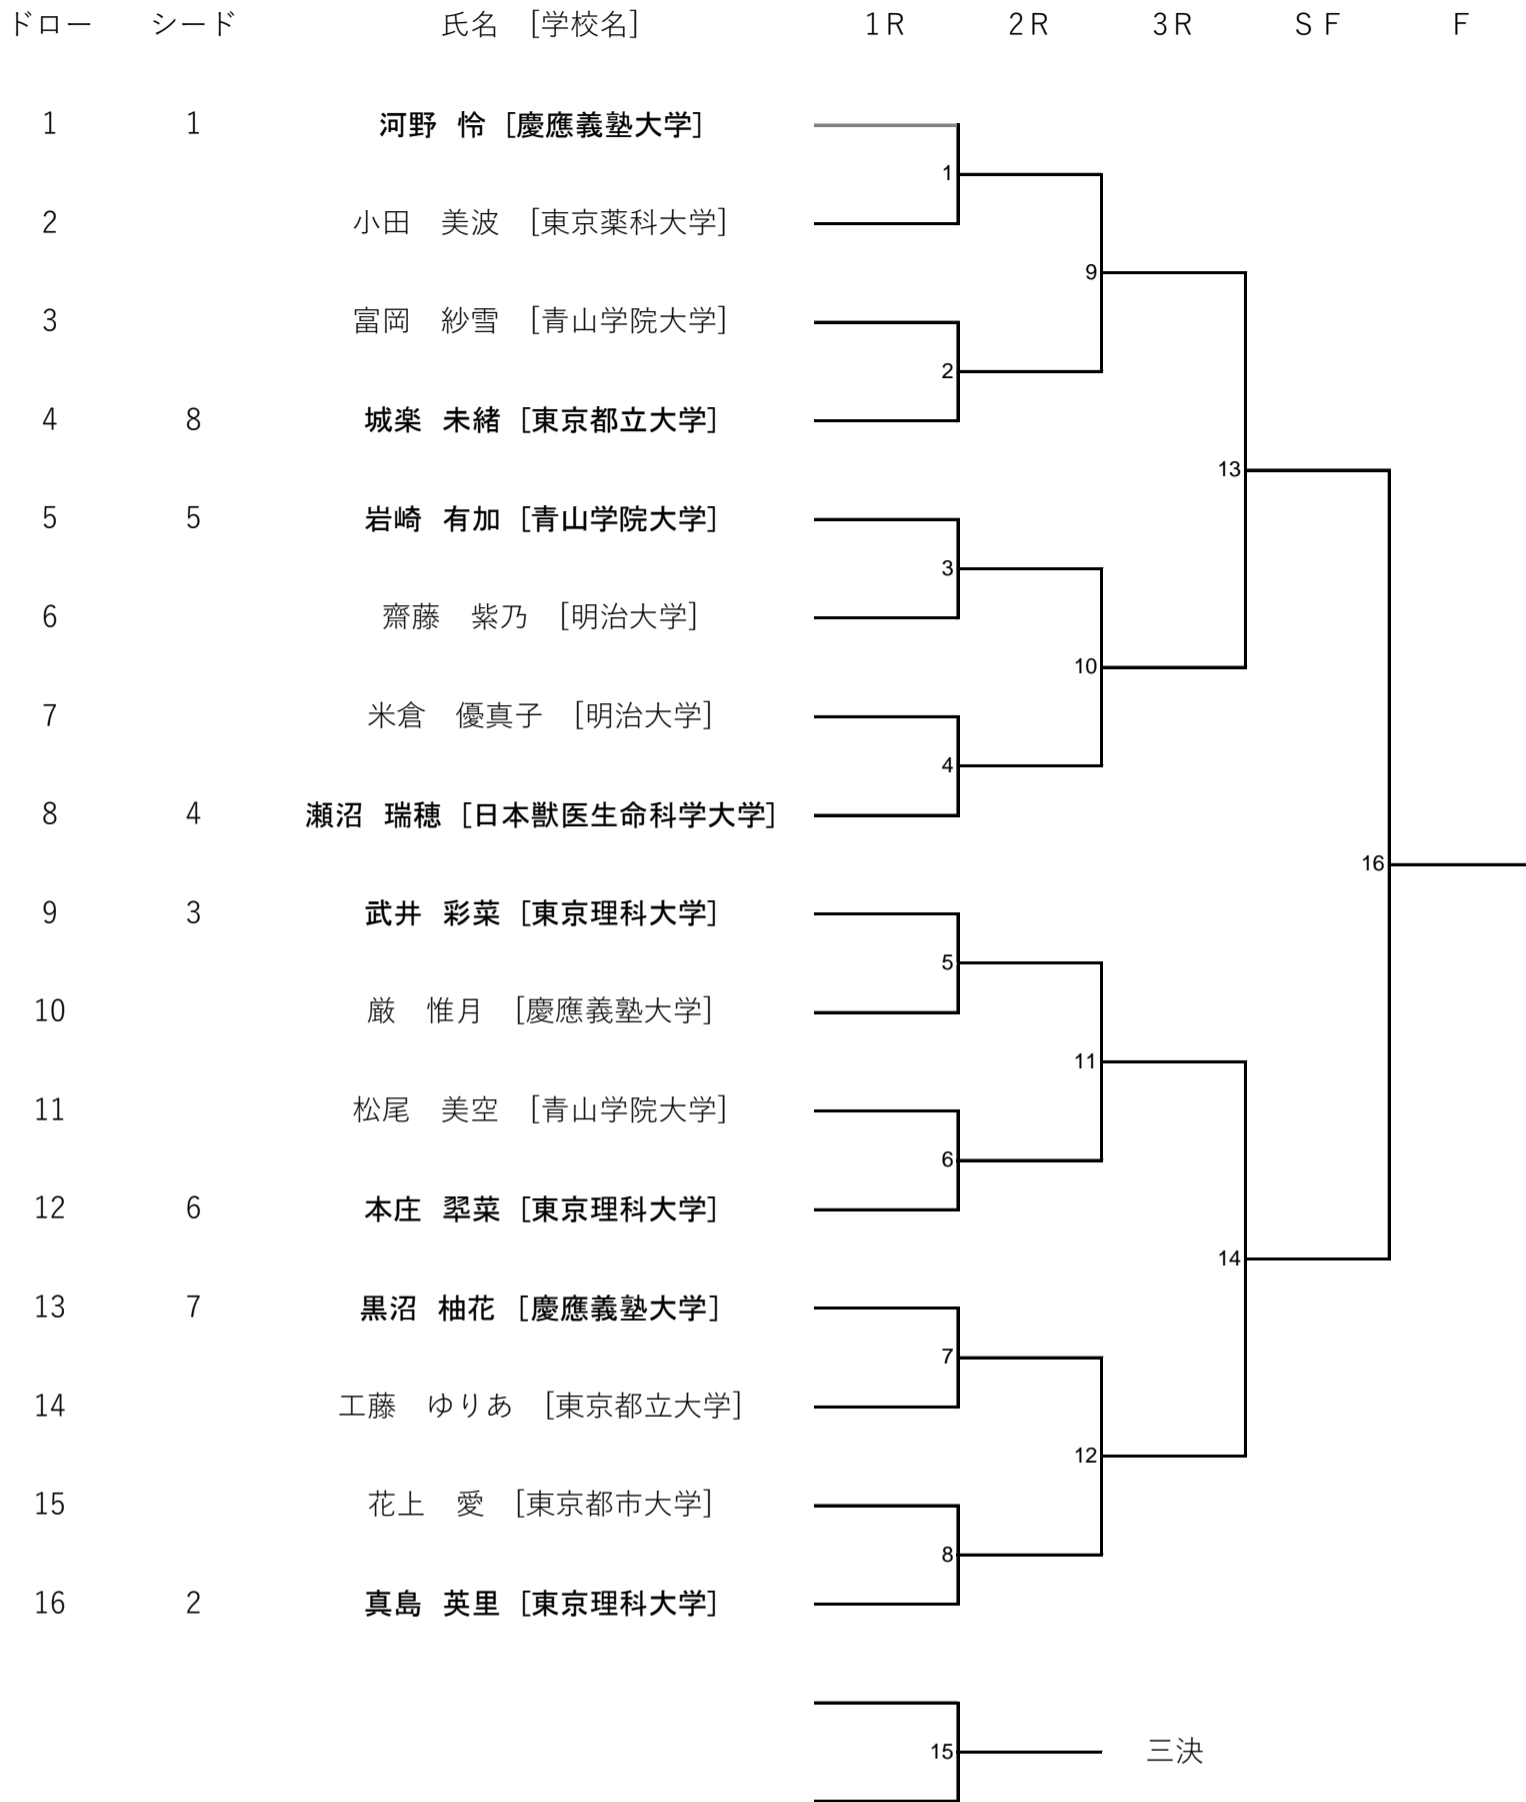 ドロー シード 氏名 [学校名] 1R 2R 3R SF F
1 1 河野 怜 [慶應義塾大学]
1
2 小田 美波 [東京薬科大学]
9
3 富岡 紗雪 [青山学院大学]
2
4 8 城楽 未緒 [東京都立大学]
13
5 5 岩崎 有加 [青山学院大学]
3
6 齋藤 紫乃 [明治大学]
10
7 米倉 優真子 [明治大学]
4
8 4 瀬沼 瑞穂 [日本獣医生命科学大学]
16
9 3 武井 彩菜 [東京理科大学]
5
10 厳 惟月 [慶應義塾大学]
11
11 松尾 美空 [青山学院大学]
6
12 6 本庄 翠菜 [東京理科大学]
14
13 7 黒沼 柚花 [慶應義塾大学]
7
14 工藤 ゆりあ [東京都立大学]
12
15 花上 愛 [東京都市大学]
8
16 2 真島 英里 [東京理科大学]
15 三決